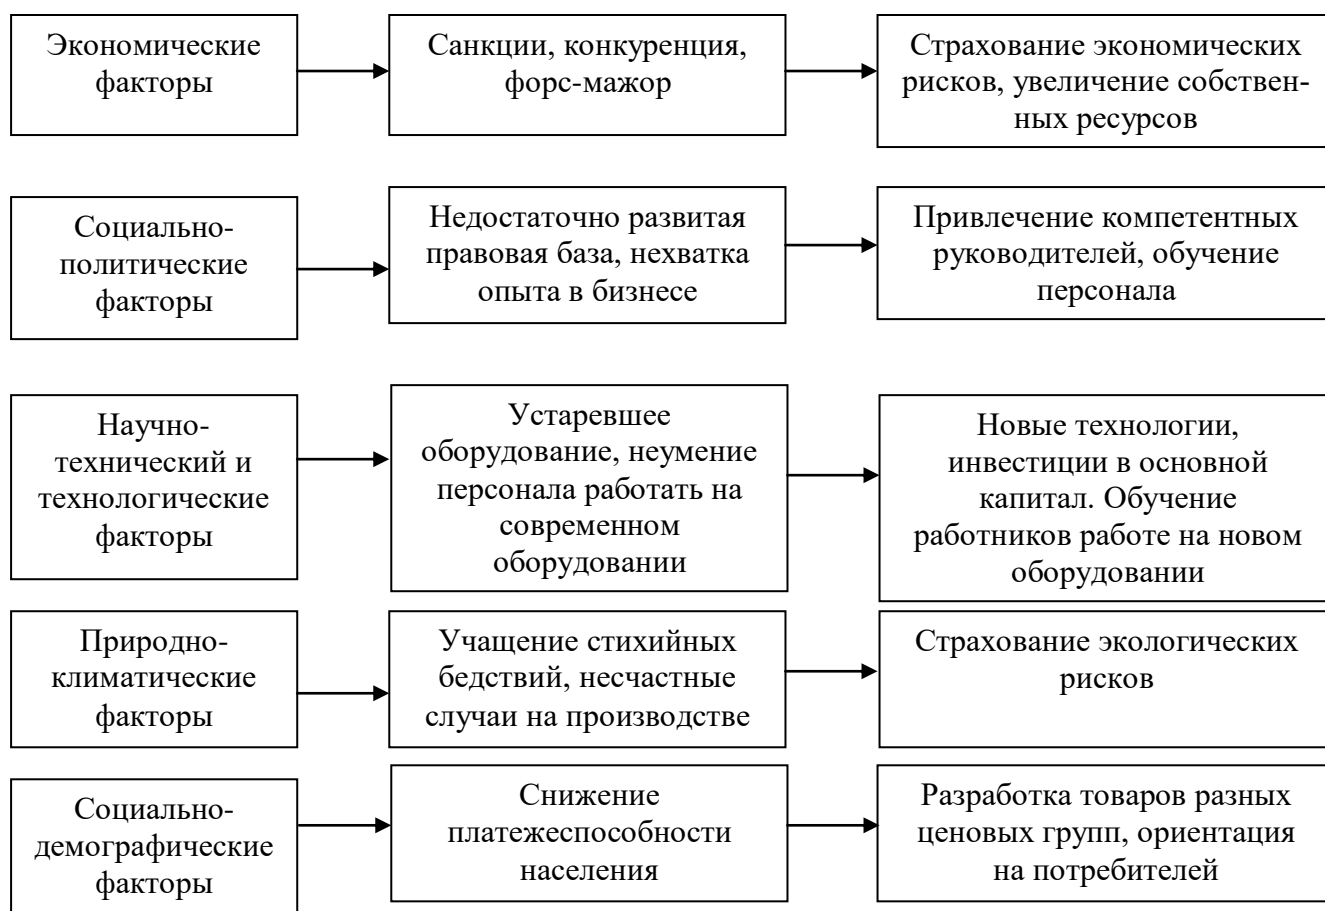 Экономические
факторы
Санкции, конкуренция,
форс-мажор
Страхование экономических
рисков, увеличение собствен-
ных ресурсов
Социально-
политические
факторы
Недостаточно развитая
правовая база, нехватка
опыта в бизнесе
Привлечение компетентных
руководителей, обучение
персонала
Научно-
технический и
технологические
факторы
Устаревшее
оборудование, неумение
персонала работать на
современном
оборудовании
Новые технологии,
инвестиции в основной
капитал. Обучение
работников работе на новом
оборудовании
Природно-
климатические
факторы
Учащение стихийных
бедствий, несчастные
случаи на производстве
Страхование экологических
рисков
Социально-
демографические
факторы
Снижение
платежеспособности
населения
Разработка товаров разных
ценовых групп, ориентация
на потребителей